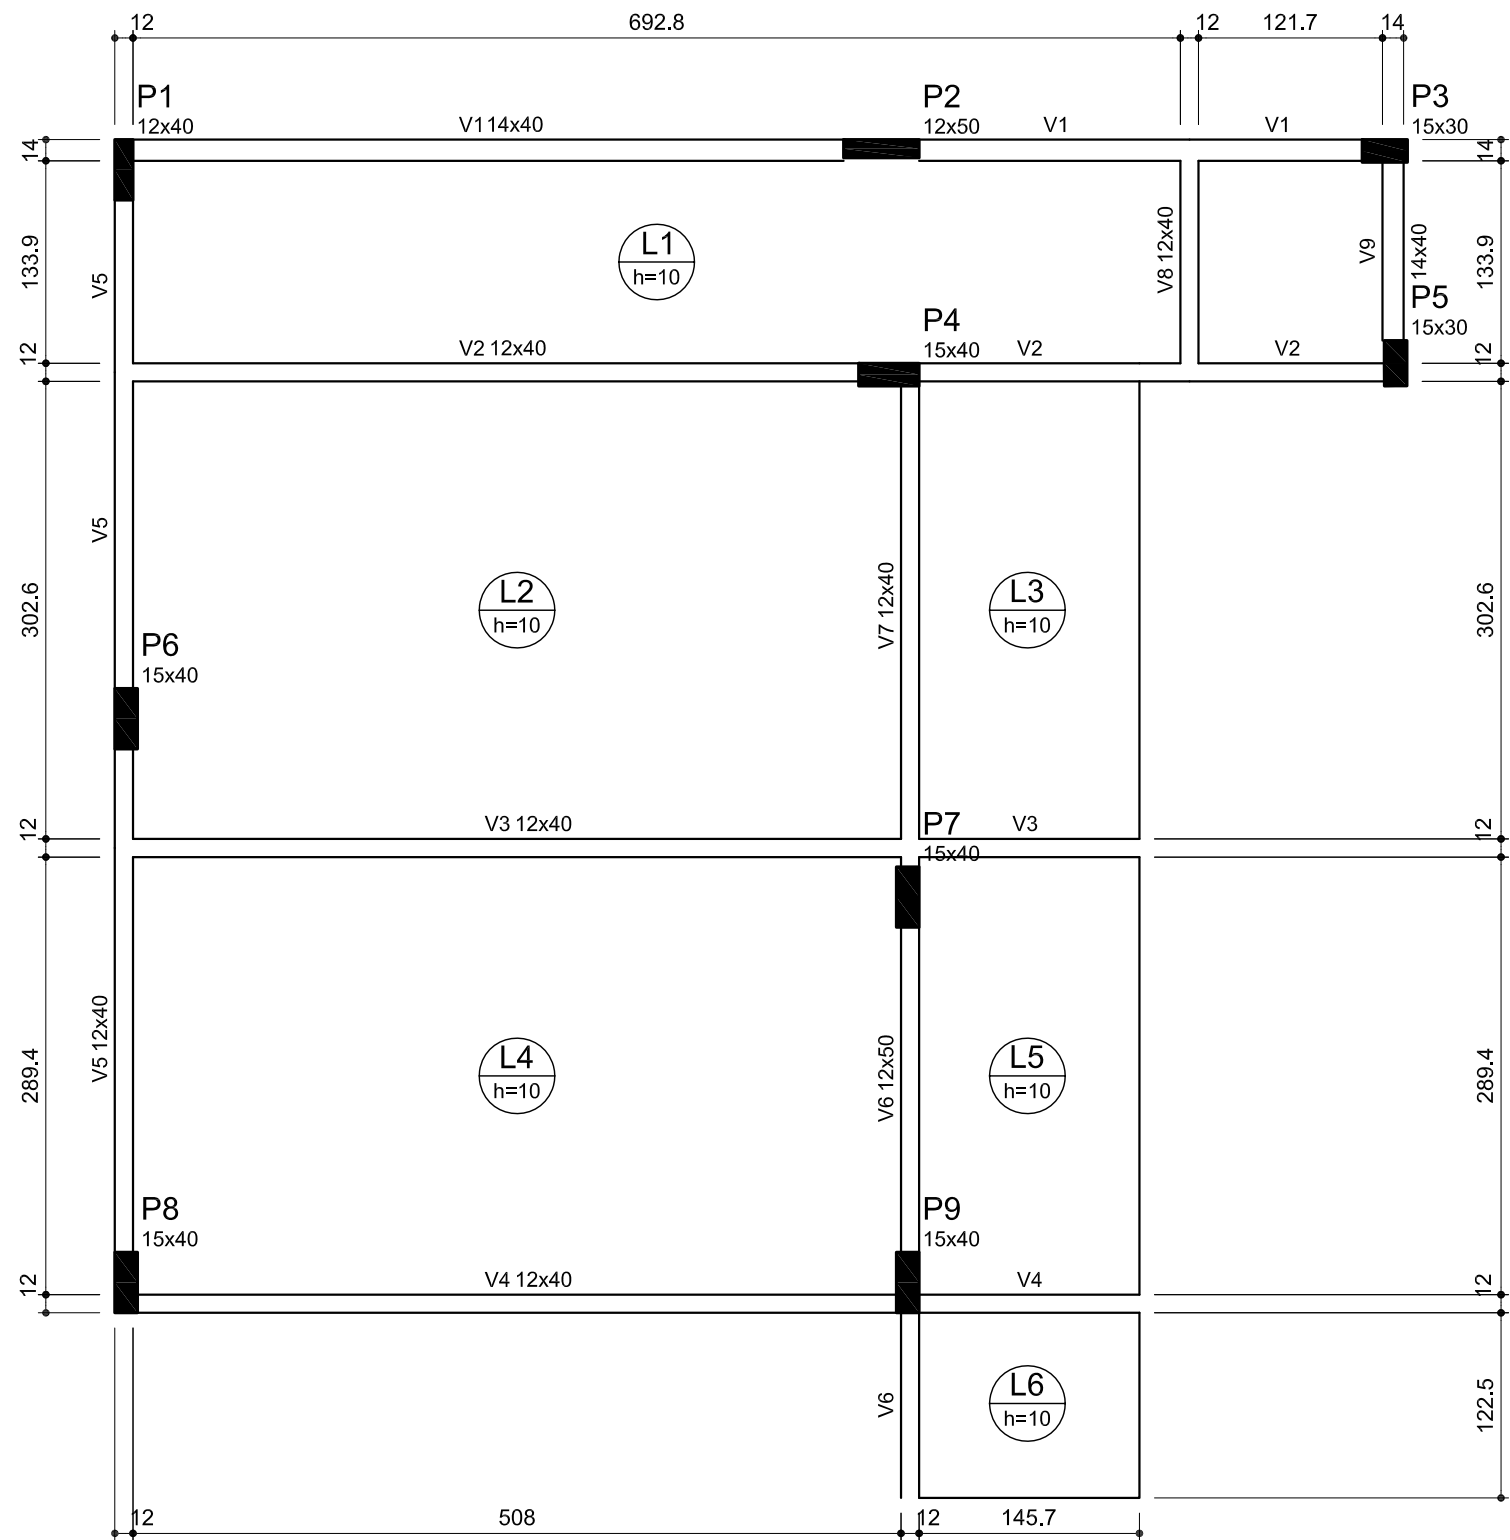 12
692.8
12
121.7
14
P1
12x40
V114x40
P2
12x50
V1
V1
P3
15x30
14
14
133.9
V5
L1
h=10
V8 12x40
V9
14x40
133.9
P5
15x30
P4
15x40
12
V2 12x40
V2
V2
12
302.6
V5
L2
h=10
V7 12x40
L3
h=10
302.6
P6
15x40
12
V3 12x40
P7
15x40
V3
12
289.4
V5 12x40
L4
h=10
V6 12x50
L5
h=10
289.4
P8
15x40
P9
15x40
12
V4 12x40
V4
12
V6
L6
h=10
122.5
12
508
12
145.7